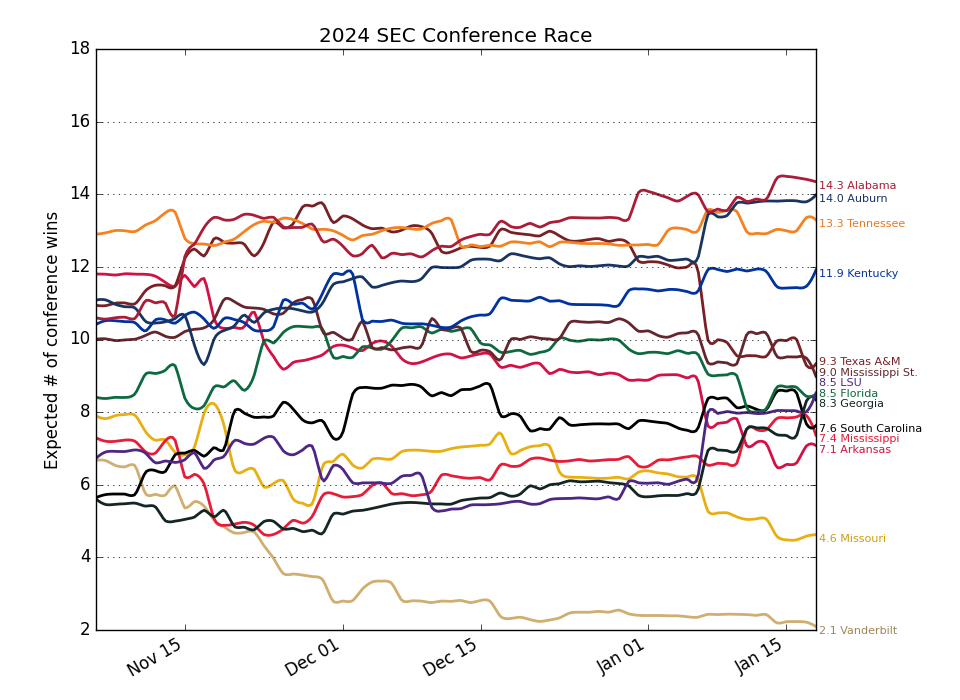 2024 SEC Conference Race
Expected # of conference wins
18
16
14
12
10
8
6
4
2
Nov 15
Dec 01
Dec 15
Jan 01
Jan 15
14.3 Alabama
14.0 Auburn
13.3 Tennessee
11.9 Kentucky
9.3 Texas A&M
9.0 Mississippi St.
8.5 LSU
8.5 Florida
8.3 Georgia
7.6 South Carolina
7.4 Mississippi
7.1 Arkansas
4.6 Missouri
2.1 Vanderbilt